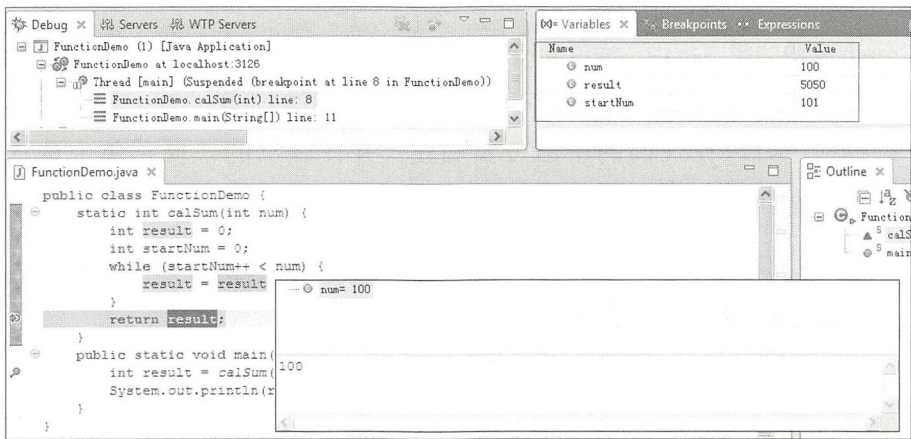 Debug Servers WTP Servers
FunctionDemo (1) [Java Application]
FunctionDemo at localhost:3126
Thread [main] (Suspended (breakpoint at line 8 in FunctionDemo))
FunctionDemo.calSum(int) line: 8
FunctionDemo.main(String[]) line: 11
(x)= Variables Breakpoints Expressions
Name Value
num 100
result 5050
startNum 101
FunctionDemo.java
public class FunctionDemo {
static int calSum(int num) {
int result = 0;
int startNum = 0;
while (startNum++ < num) {
result = result
}
return result;
}
public static void main(
int result = calSum(
System.out.println(r
}
}
num= 100
100
Outline
Function
calS
main